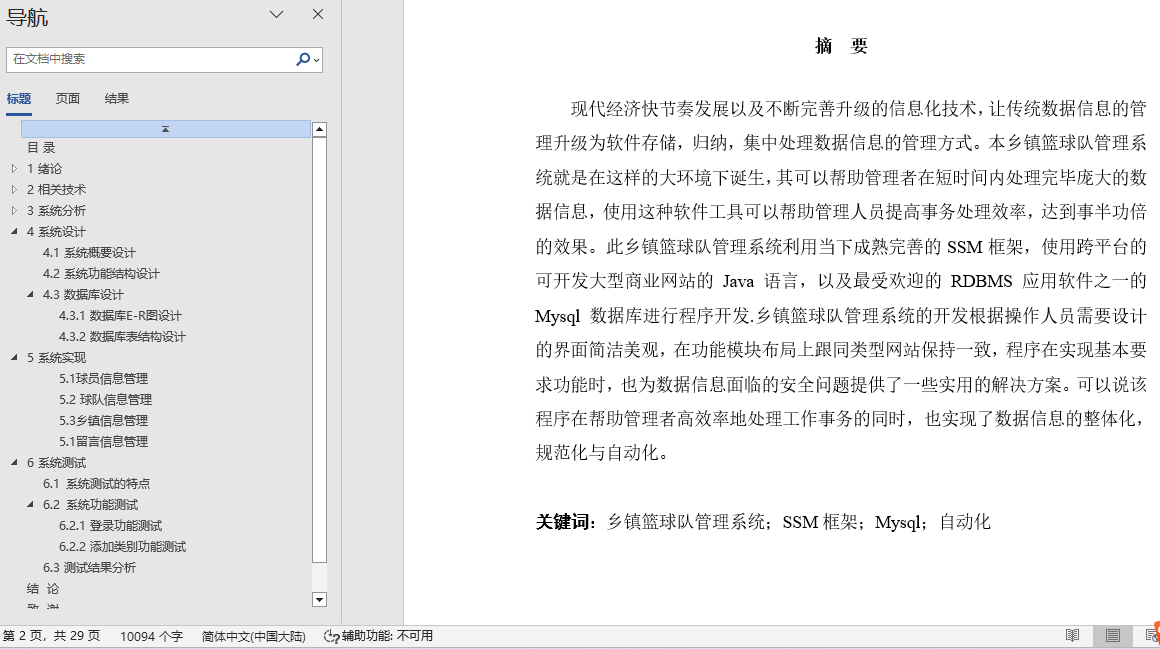 导航
在文档中搜索
标题 页面 结果
目 录
1 绪论
2 相关技术
3 系统分析
4 系统设计
4.1 系统概要设计
4.2 系统功能结构设计
4.3 数据库设计
4.3.1 数据库E-R图设计
4.3.2 数据库表结构设计
5 系统实现
5.1球员信息管理
5.2 球队信息管理
5.3乡镇信息管理
5.1留言信息管理
6 系统测试
6.1 系统测试的特点
6.2 系统功能测试
6.2.1 登录功能测试
6.2.2 添加类别功能测试
6.3 测试结果分析
结 论
致 谢
摘 要
现代经济快节奏发展以及不断完善升级的信息化技术，让传统数据信息的管
理升级为软件存储，归纳，集中处理数据信息的管理方式。本乡镇篮球队管理系
统就是在这样的大环境下诞生，其可以帮助管理者在短时间内处理完毕庞大的数
据信息，使用这种软件工具可以帮助管理人员提高事务处理效率，达到事半功倍
的效果。此乡镇篮球队管理系统利用当下成熟完善的 SSM 框架，使用跨平台的
可开发大型商业网站的 Java 语言，以及最受欢迎的 RDBMS 应用软件之一的
Mysql 数据库进行程序开发.乡镇篮球队管理系统的开发根据操作人员需要设计
的界面简洁美观，在功能模块布局上跟同类型网站保持一致，程序在实现基本要
求功能时，也为数据信息面临的安全问题提供了一些实用的解决方案。可以说该
程序在帮助管理者高效率地处理工作事务的同时，也实现了数据信息的整体化，
规范化与自动化。
关键词：乡镇篮球队管理系统；SSM 框架；Mysql；自动化
第 2 页，共 29 页 10094 个字 简体中文(中国大陆) 辅助功能: 不可用